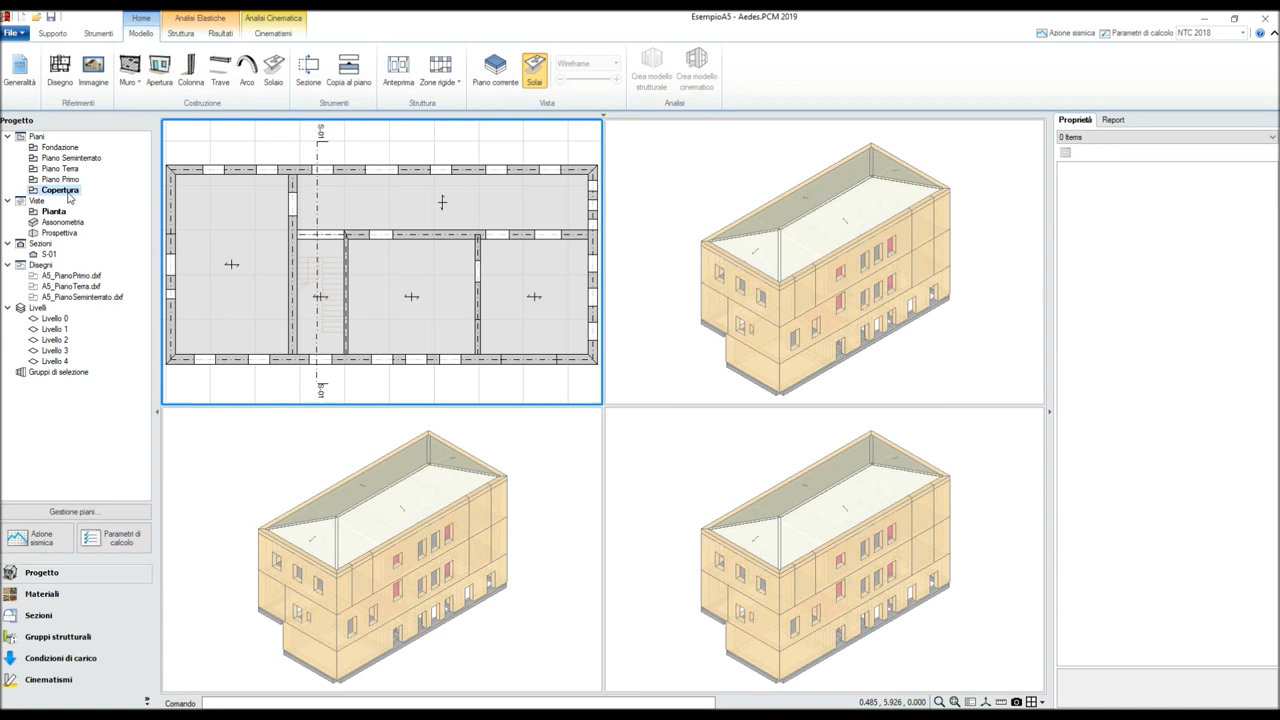 EsempioA5 - Aedes.PCM 2019
Home
Analisi Elastiche
Analisi Cinematica
File
Supporto
Strumenti
Modello
Struttura
Risultati
Cinematismi
Azione sismica
Parametri di calcolo
NTC 2018
Generalità
Disegno
Immagine
Muro
Apertura
Colonna
Trave
Arco
Solaio
Sezione
Copia al piano
Anteprima
Zone rigide
Piano corrente
Solai
Wireframe
Crea modello strutturale
Crea modello cinematico
Riferimenti
Costruzione
Strumenti
Struttura
Vista
Analisi
Progetto
Piani
Fondazione
Piano Seminterrato
Piano Terra
Piano Primo
Copertura
Viste
Pianta
Assonometria
Prospettiva
Sezioni
S-01
Disegni
A5_PianoPrimo.dxf
A5_PianoTerra.dxf
A5_PianoSeminterrato.dxf
Livelli
Livello 0
Livello 1
Livello 2
Livello 3
Livello 4
Gruppi di selezione
Gestione piani...
Azione sismica
Parametri di calcolo
Progetto
Materiali
Sezioni
Gruppi strutturali
Condizioni di carico
Cinematismi
S-01
S-01
Proprietà
Report
0 Items
Comando
0.485, 5.926, 0.000